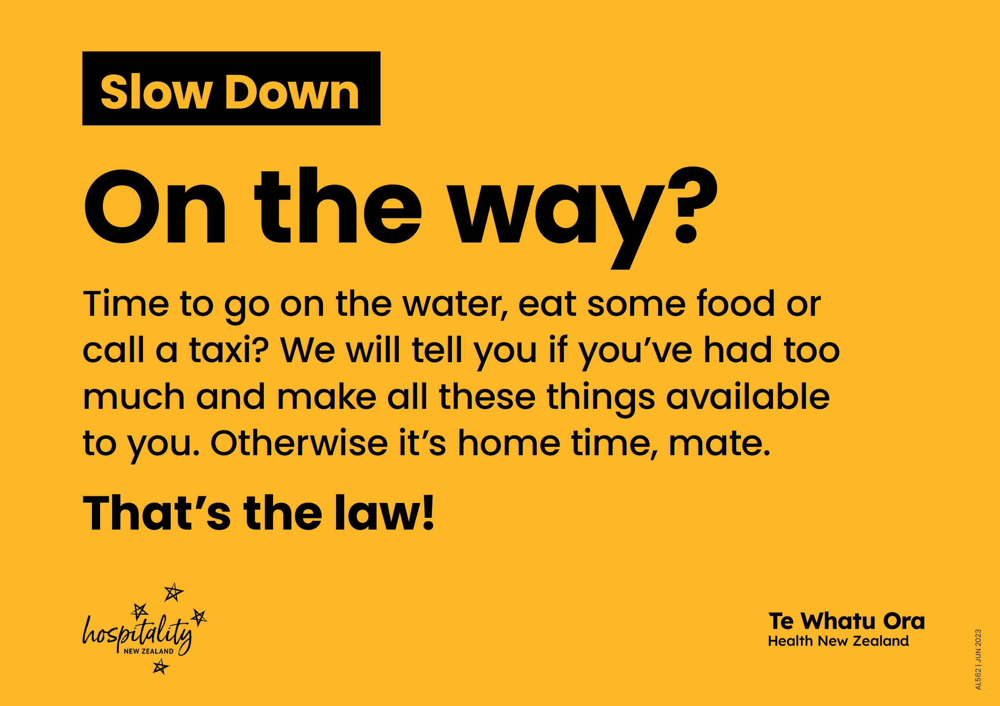 Slow Down
On the way?
Time to go on the water, eat some food or
call a taxi? We will tell you if you’ve had too
much and make all these things available
to you. Otherwise it’s home time, mate.
That’s the law!
hospitality
NEW ZEALAND
Te Whatu Ora
Health New Zealand
AL562 | JUN 2023